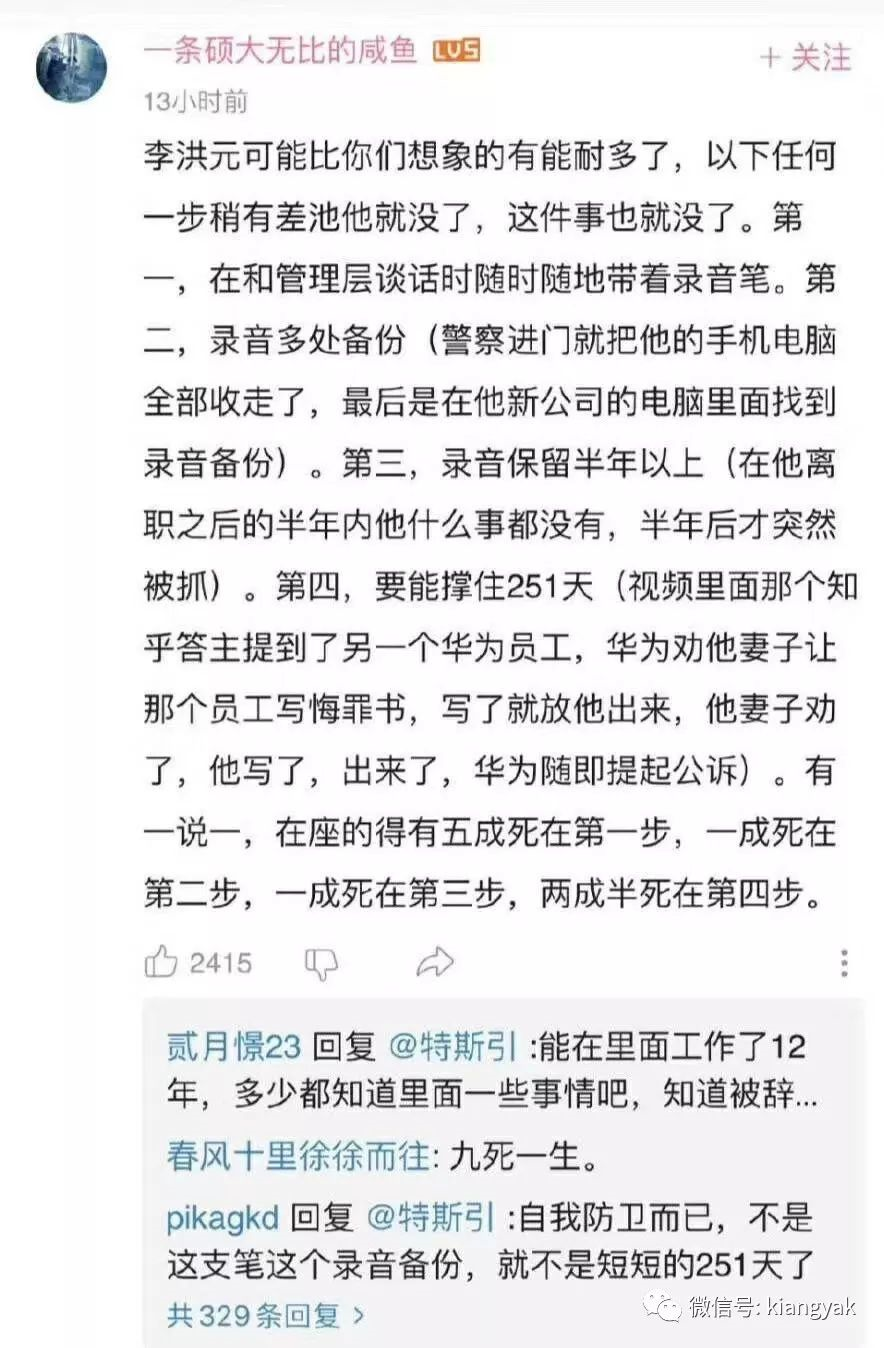 一条硕大无比的咸鱼 LV5
+ 关注
13小时前
李洪元可能比你们想象的有能耐多了，以下任何
一步稍有差池他就没了，这件事也就没了。第
一，在和管理层谈话时随时随地带着录音笔。第
二，录音多处备份（警察进门就把他的手机电脑
全部收走了，最后是在他新公司的电脑里面找到
录音备份）。第三，录音保留半年以上（在他离
职之后的半年内他什么事都没有，半年后才突然
被抓）。第四，要能撑住251天（视频里面那个知
乎答主提到了另一个华为员工，华为劝他妻子让
那个员工写悔罪书，写了就放他出来，他妻子劝
了，他写了，出来了，华为随即提起公诉）。有
一说一，在座的得有五成死在第一步，一成死在
第二步，一成死在第三步，两成半死在第四步。
2415
贰月憬23 回复 @特斯引 :能在里面工作了12
年，多少都知道里面一些事情吧，知道被辞...
春风十里徐徐而往: 九死一生。
pikagkd 回复 @特斯引 :自我防卫而已，不是
这支笔这个录音备份，就不是短短的251天了
共 329 条回复 >
微信号: kiangyak